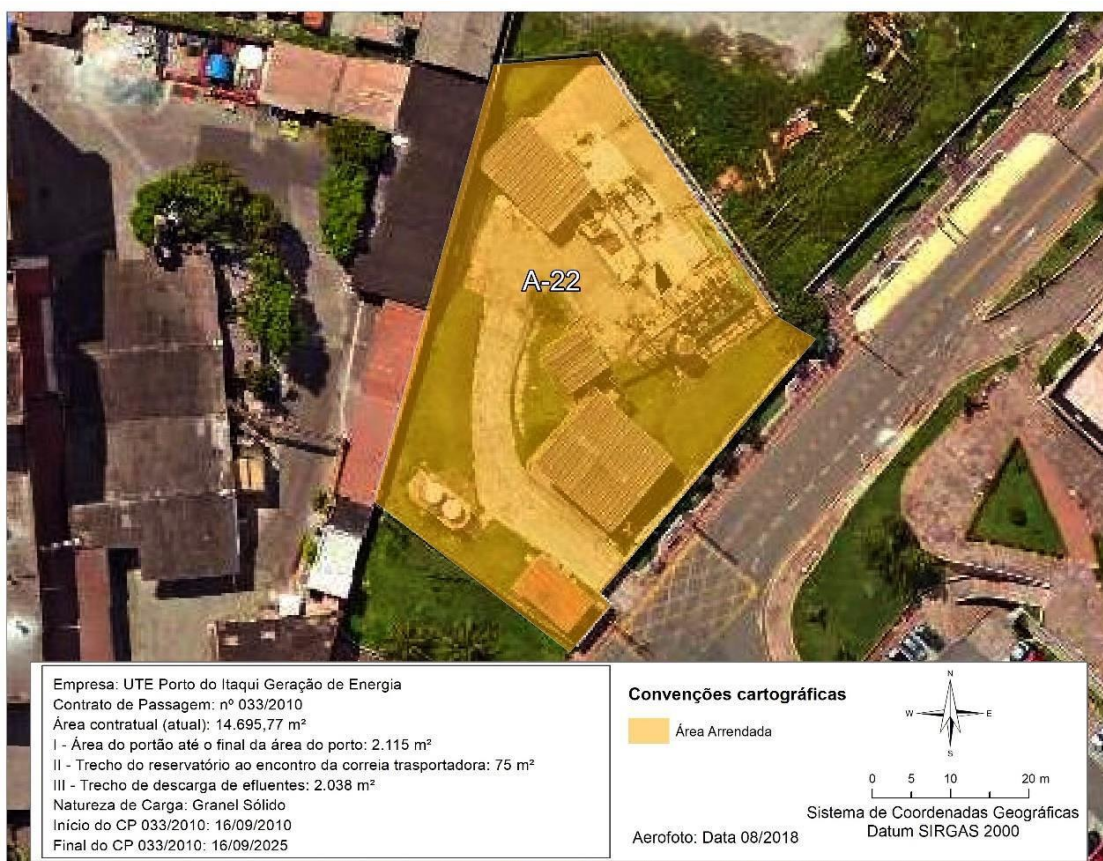 A-22
Empresa: UTE Porto do Itaqui Geração de Energia
Contrato de Passagem: nº 033/2010
Área contratual (atual): 14.695,77 m²
I - Área do portão até o final da área do porto: 2.115 m²
II - Trecho do reservatório ao encontro da correia trasportadora: 75 m²
III - Trecho de descarga de efluentes: 2.038 m²
Natureza de Carga: Granel Sólido
Início do CP 033/2010: 16/09/2010
Final do CP 033/2010: 16/09/2025
Convenções cartográficas
Área Arrendada
Aerofoto: Data 08/2018
N
W E
S
0 5 10 20 m
Sistema de Coordenadas Geográficas
Datum SIRGAS 2000